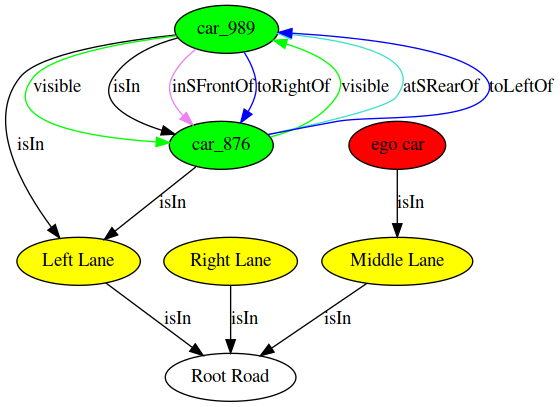 car_989
visible
isIn
inSFrontOf
toRightOf
visible
atSRearOf
toLeftOf
isIn
car_876
ego car
isIn
isIn
Left Lane
Right Lane
Middle Lane
isIn
isIn
isIn
Root Road